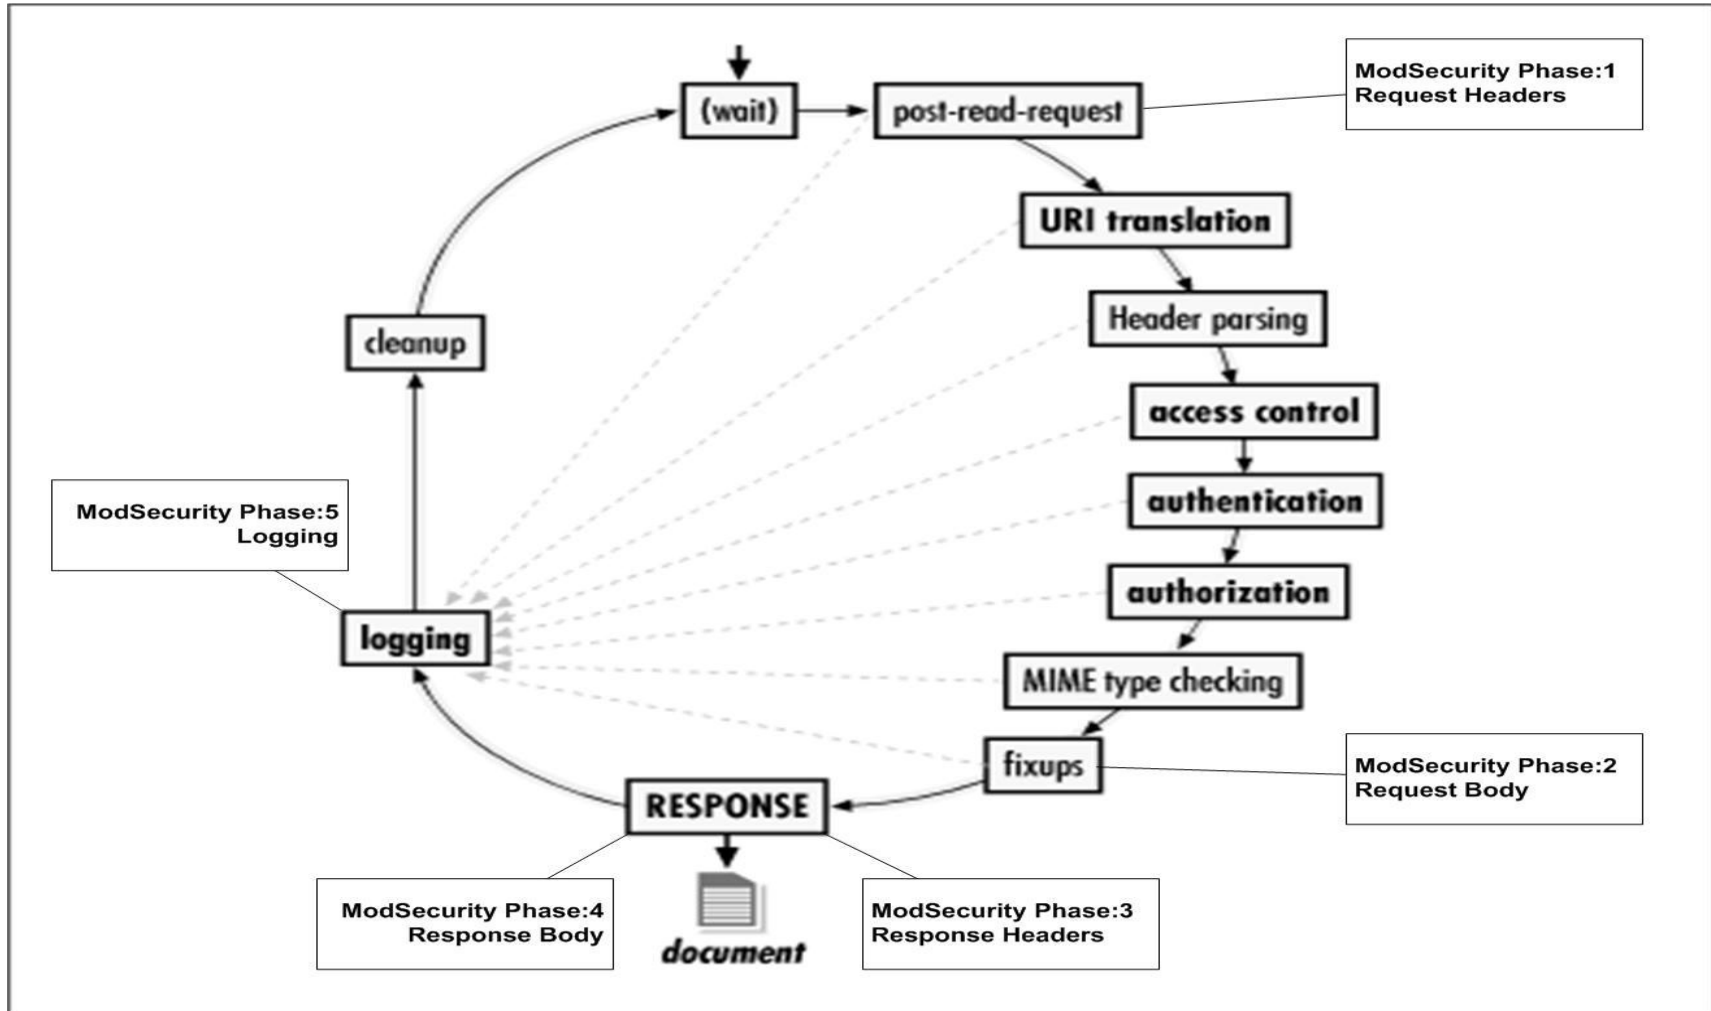 (wait)
post-read-request
ModSecurity Phase:1
Request Headers
URI translation
Header parsing
cleanup
access control
authentication
ModSecurity Phase:5
Logging
authorization
logging
MIME type checking
fixups
ModSecurity Phase:2
Request Body
RESPONSE
ModSecurity Phase:4
Response Body
document
ModSecurity Phase:3
Response Headers